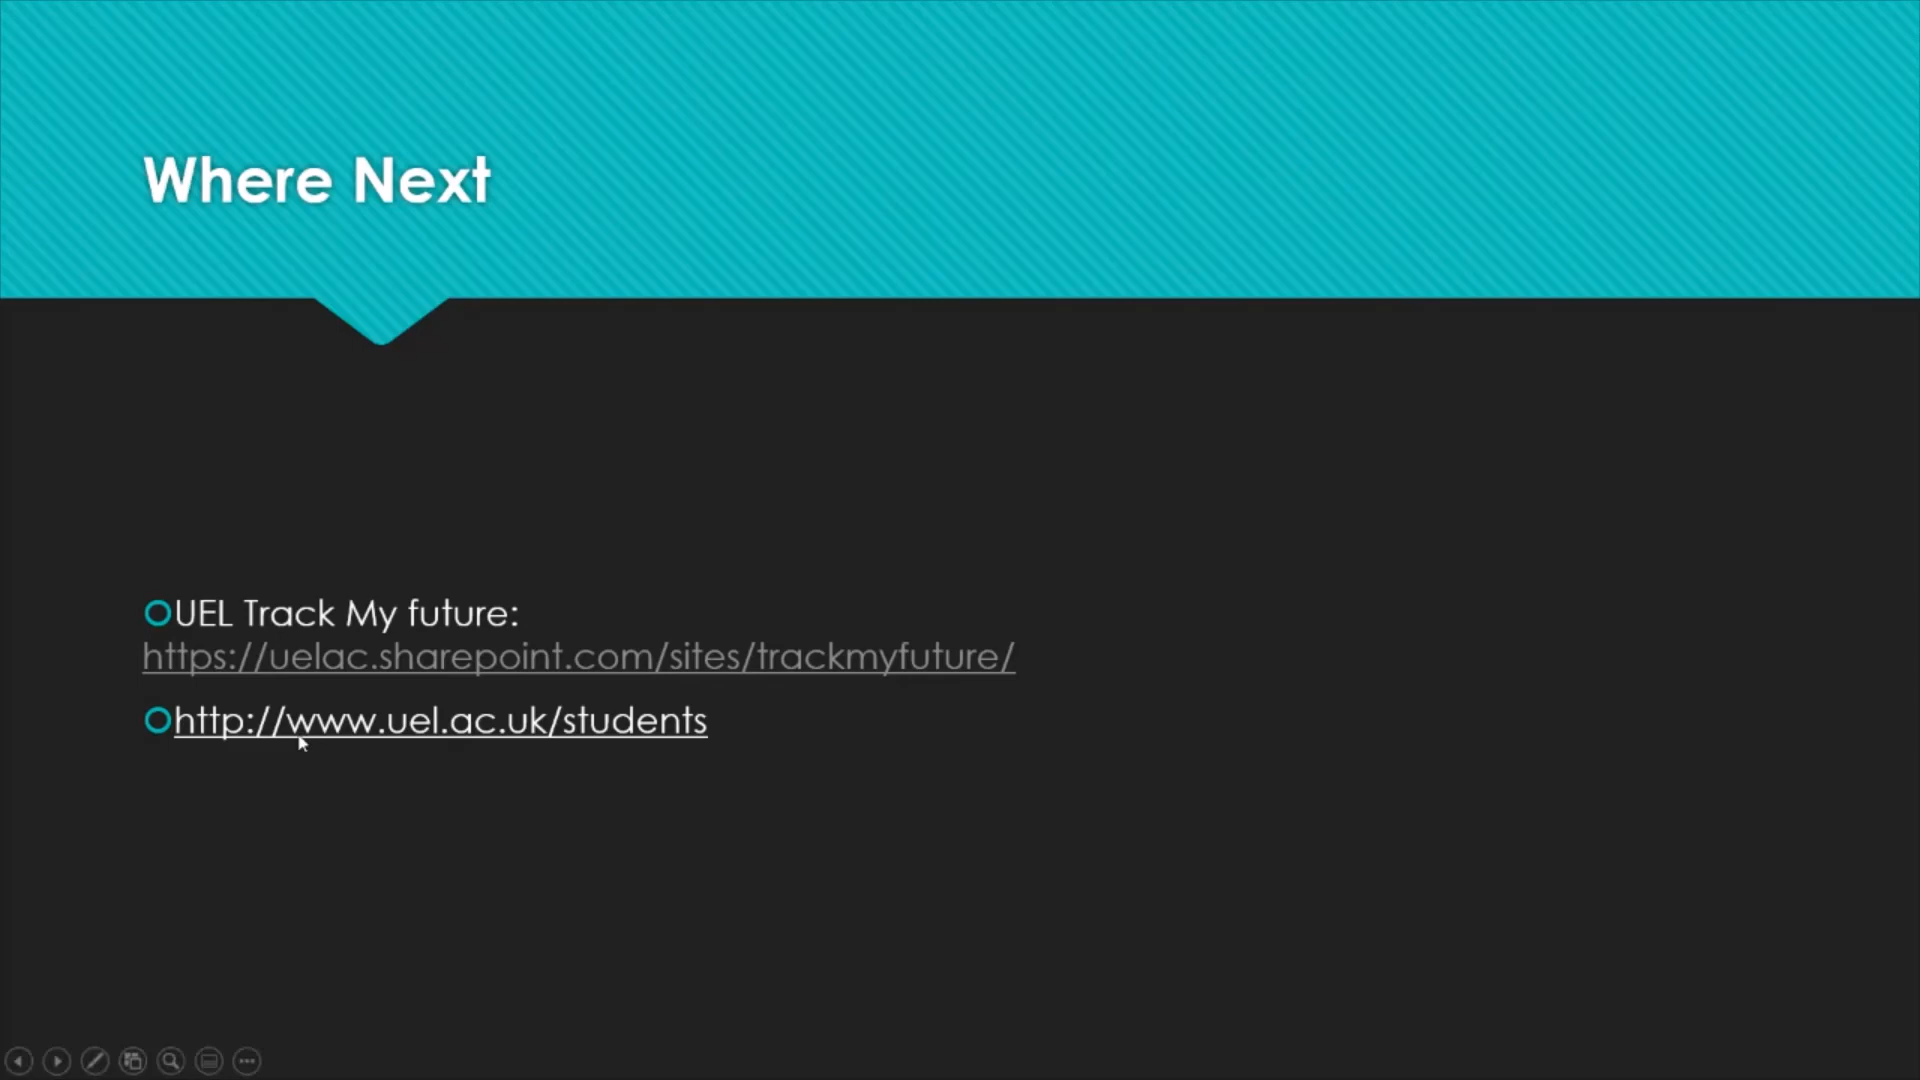 Where Next
UEL Track My future:
https://uelac.sharepoint.com/sites/trackmyfuture/
http://www.uel.ac.uk/students